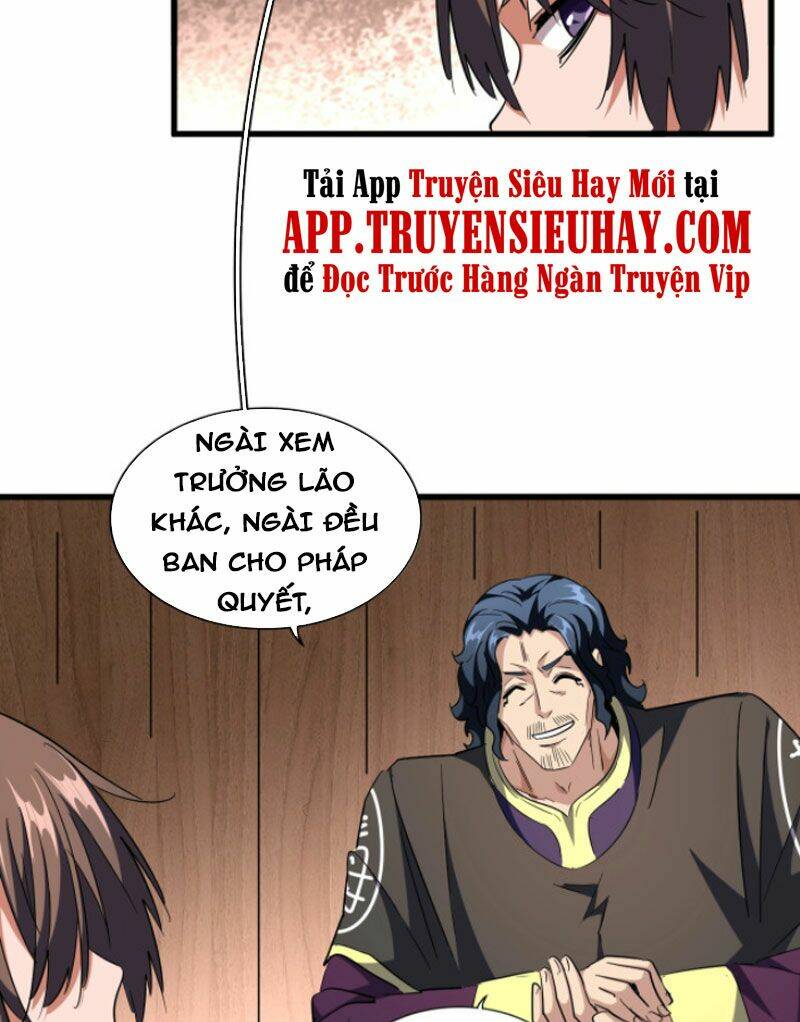 Tải App Truyện Siêu Hay Mới tại
APP.TRUYENSIEUHAY.COM
để Đọc Trước Hàng Ngàn Truyện Vip
NGÀI XEM
TRƯỞNG LÃO
KHÁC, NGÀI ĐỀU
BAN CHO PHÁP
QUYẾT,